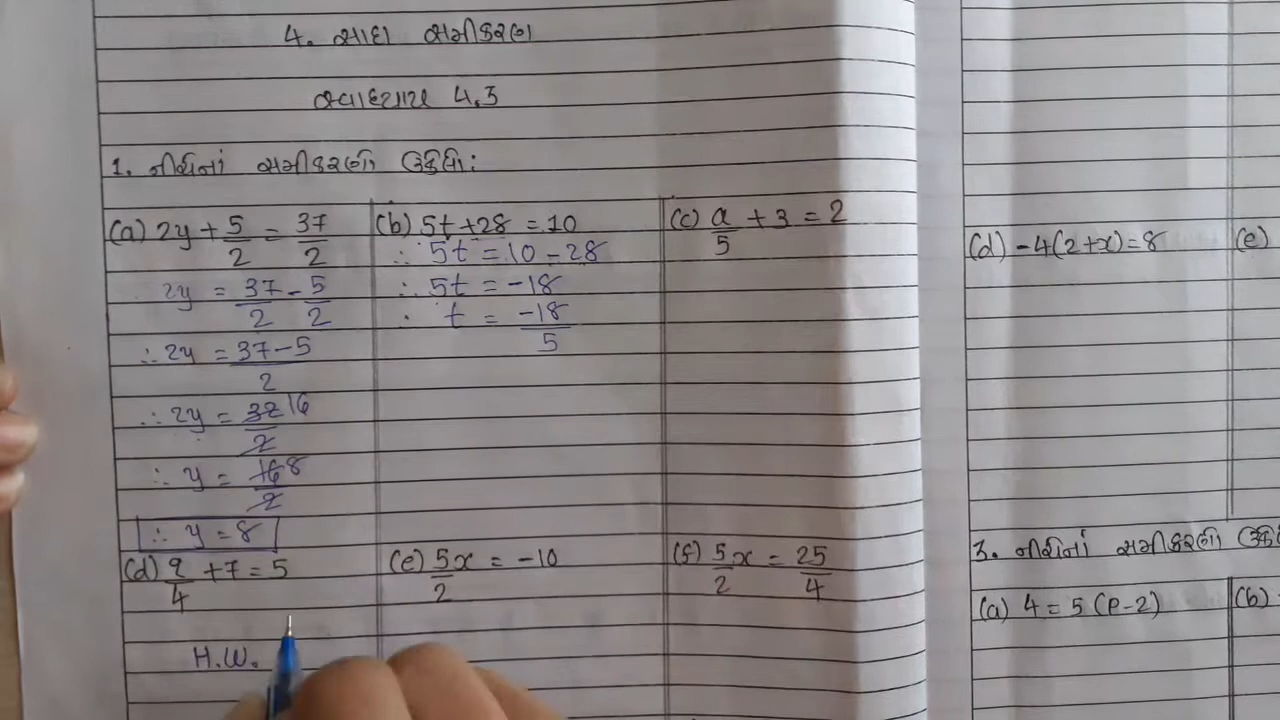 4. સાદા સમીકરણ
સ્વાધ્યાય 4.3
1. નીચેનાં સમીકરણો ઉકેલો:
(a) 2y + 5/2 = 37/2
2y = 37/2 - 5/2
∴ 2y = 37-5/2
∴ 2y = 32/2 16
∴ y = 16/2 8
∴ y = 8
(b) 5t + 28 = 10
∴ 5t = 10 - 28
∴ 5t = -18
∴ t = -18/5
(c) a/5 + 3 = 2
(d) q/4 + 7 = 5
H.W.
(e) 5x/2 = -10
(f) 5/2 x = 25/4
(d) -4(2+x) = 8
(e)
3. નીચેનાં સમીકરણો
(a) 4 = 5(P-2)
(b)